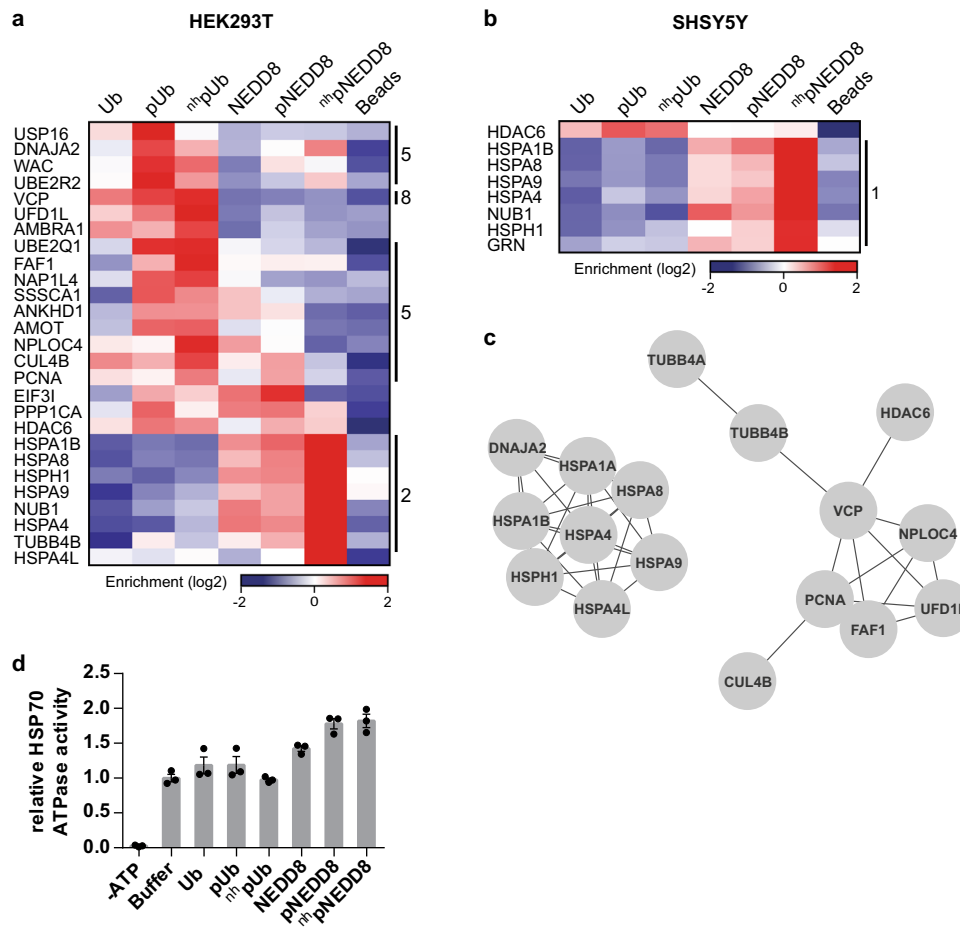 a
HEK293T
Ub
pUb
nhpUb
NEDD8
pNEDD8
nhpNEDD8
Beads
USP16
DNAJA2
WAC
UBE2R2
VCP
UFD1L
AMBRA1
UBE2Q1
FAF1
NAP1L4
SSSCA1
ANKHD1
AMOT
NPLOC4
CUL4B
PCNA
EIF3I
PPP1CA
HDAC6
HSPA1B
HSPA8
HSPH1
HSPA9
NUB1
HSPA4
TUBB4B
HSPA4L
5
8
5
2
Enrichment (log2)
-2
0
2
b
SHSY5Y
Ub
pUb
nhpUb
NEDD8
pNEDD8
nhpNEDD8
Beads
HDAC6
HSPA1B
HSPA8
HSPA9
HSPA4
NUB1
HSPH1
GRN
1
Enrichment (log2)
-2
0
2
c
TUBB4A
HDAC6
TUBB4B
DNAJA2
HSPA1A
HSPA8
VCP
HSPA1B
HSPA4
NPLOC4
HSPA9
HSPH1
PCNA
HSPA4L
UFD1
FAF1
CUL4B
d
relative HSP70
ATPase activity
2.5
2.0
1.5
1.0
0.5
0.0
-ATP
Buffer
Ub
pUb
nhpUb
NEDD8
pNEDD8
nhpNEDD8